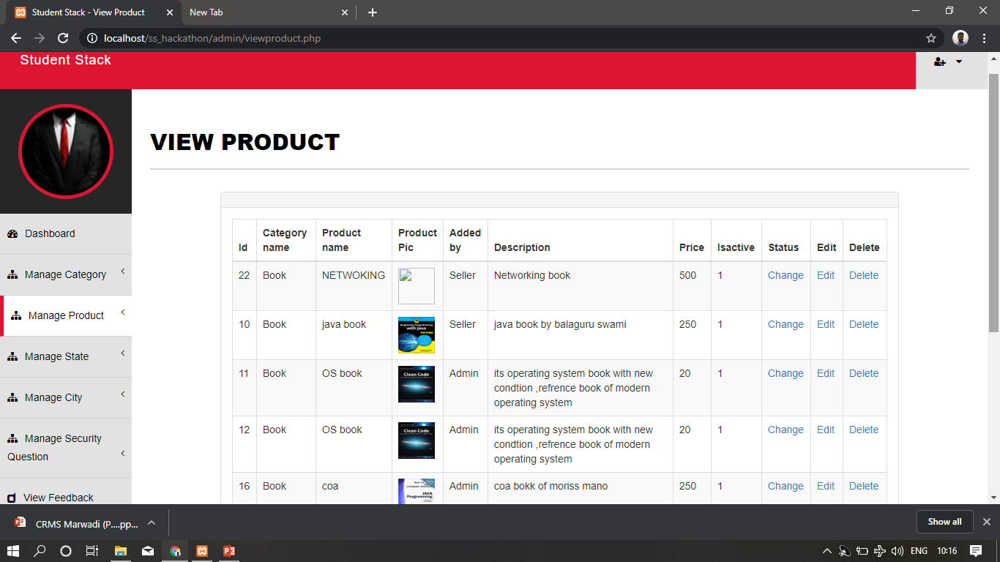 Student Stack - View Product
New Tab
localhost/ss_hackathon/admin/viewproduct.php
Student Stack
Dashboard
Manage Category
Manage Product
Manage State
Manage City
Manage Security
Question
View Feedback
VIEW PRODUCT
Id Category name Product name Product Pic Added by Description Price Isactive Status Edit Delete
22 Book NETWOKING Seller Networking book 500 1 Change Edit Delete
10 Book java book with Java Seller java book by balaguru swami 250 1 Change Edit Delete
11 Book OS book Clean Code Admin its operating system book with new
condtion ,refrence book of modern
operating system 20 1 Change Edit Delete
12 Book OS book Clean Code Admin its operating system book with new
condtion ,refrence book of modern
operating system 20 1 Change Edit Delete
16 Book coa JAVA Programming Admin coa bokk of moriss mano 250 1 Change Edit Delete
CRMS Marwadi (P....pp...
Show all
ENG 10:16